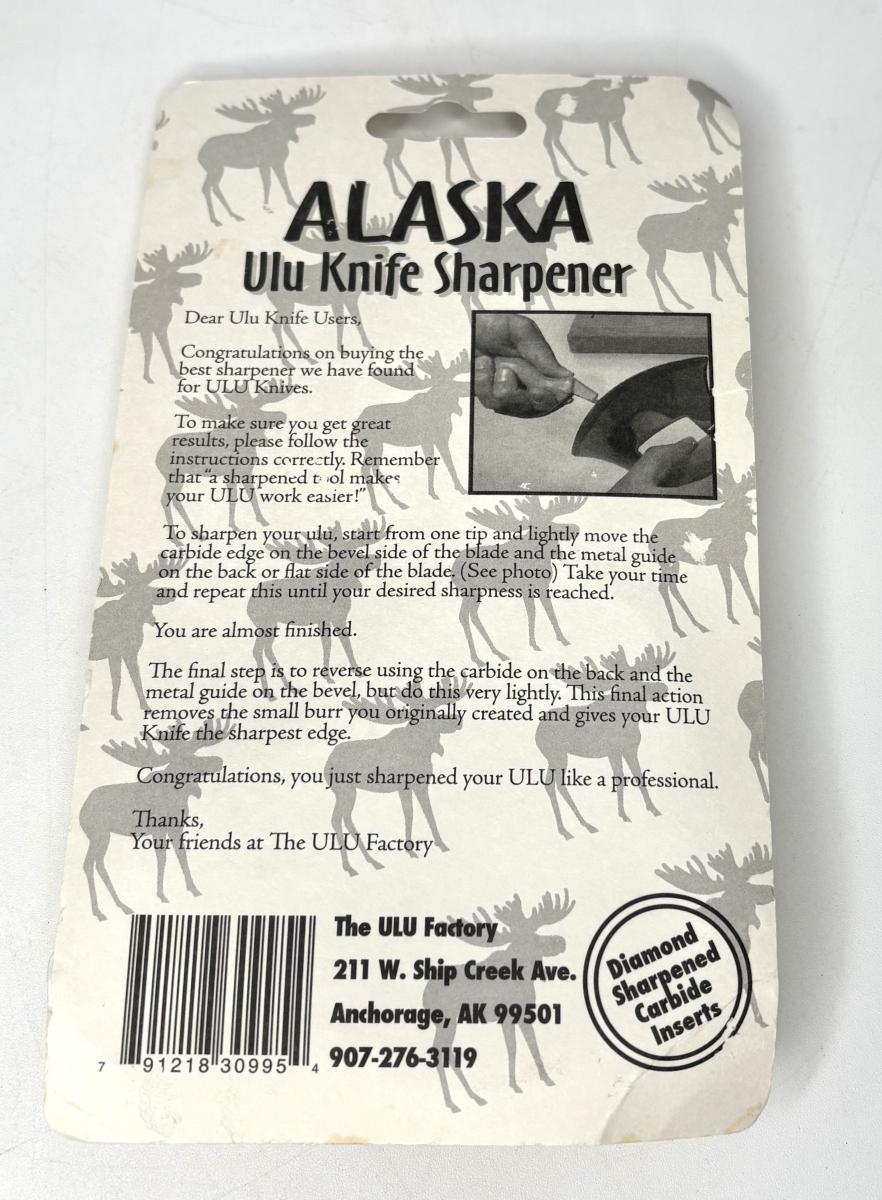 ALASKA
Ulu Knife Sharpener
Dear Ulu Knife Users,
Congratulations on buying the
best sharpener we have found
for ULU Knives.
To make sure you get great
results, please follow the
instructions correctly. Remember
that "a sharpened tool makes
your ULU work easier!"
To sharpen your ulu, start from one tip and lightly move the
carbide edge on the bevel side of the blade and the metal guide
on the back or flat side of the blade. (See photo) Take your time
and repeat this until your desired sharpness is reached.
You are almost finished.
The final step is to reverse using the carbide on the back and the
metal guide on the bevel, but do this very lightly. This final action
removes the small burr you originally created and gives your ULU
Knife the sharpest edge.
Congratulations, you just sharpened your ULU like a professional.
Thanks,
Your friends at The ULU Factory
The ULU Factory
211 W. Ship Creek Ave.
Anchorage, AK 99501
907-276-3119
Diamond
Sharpened
Carbide
Inserts
7 91218 30995 4